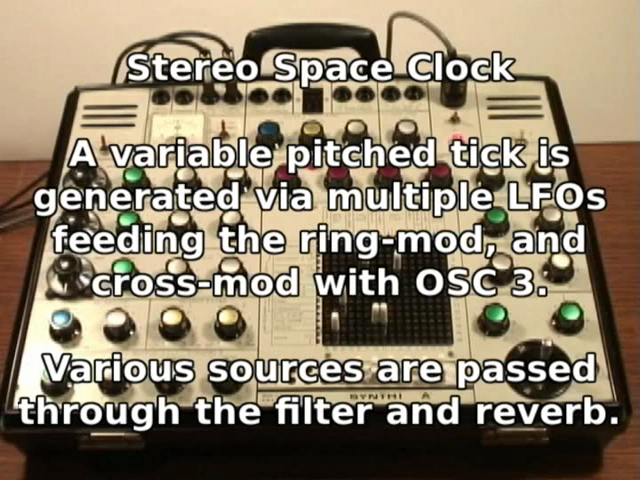 Stereo Space Clock
A variable pitched tick is
generated via multiple LFOs
feeding the ring-mod, and
cross-mod with OSC 3.
Various sources are passed
through the filter and reverb.
SYNTHI A